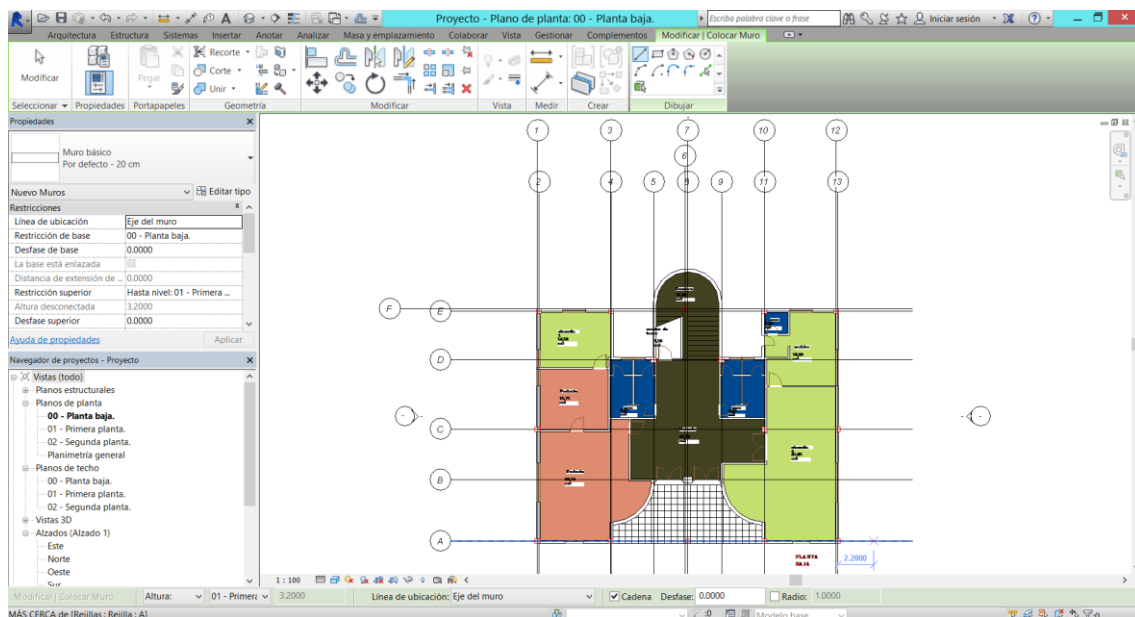 Proyecto - Plano de planta: 00 - Planta baja.
Escriba palabra clave o frase
Iniciar sesión
Arquitectura Estructura Sistemas Insertar Anotar Analizar Masa y emplazamiento Colaborar Vista Gestionar Complementos Modificar | Colocar Muro
Modificar
Pegar
Recorte
Corte
Unir
Seleccionar Propiedades Portapapeles Geometría Modificar Vista Medir Crear Dibujar
Propiedades
Muro básico
Por defecto - 20 cm
Nuevo Muros
Editar tipo
Restricciones
Línea de ubicación Eje del muro
Restricción de base 00 - Planta baja.
Desfase de base 0.0000
La base está enlazada
Distancia de extensión de ... 0.0000
Restricción superior Hasta nivel: 01 - Primera ...
Altura desconectada 3.2000
Desfase superior 0.0000
Ayuda de propiedades
Aplicar
Navegador de proyectos - Proyecto
Vistas (todo)
Planos estructurales
Planos de planta
00 - Planta baja.
01 - Primera planta.
02 - Segunda planta.
Planimetría general
Planos de techo
00 - Planta baja.
01 - Primera planta.
02 - Segunda planta.
Vistas 3D
Alzados (Alzado 1)
Este
Norte
Oeste
Sur
1 3 7 10 12
6
2 4 5 8 9 11 13
F E
D
C
B
A
PLANTA
BAJA
2.2000
1 : 100
Modificar | Colocar Muro
Altura:
01 - Primera
3.2000
Línea de ubicación: Eje del muro
Cadena
Desfase: 0.0000
Radio: 1.0000
MÁS CERCA de [Rejillas : Rejilla : A]
:0
Modelo base
:0